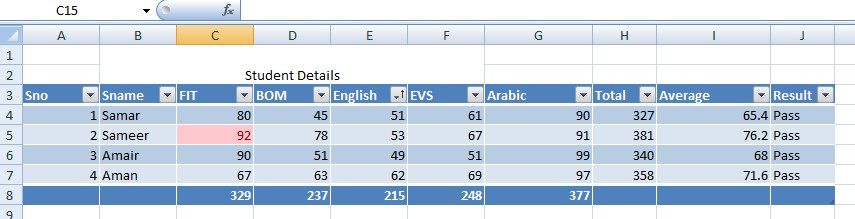 C15 fx
A B C D E F G H I J
1
2 Student Details
3 Sno Sname FIT BOM English EVS Arabic Total Average Result
4 1 Samar 80 45 51 61 90 327 65.4 Pass
5 2 Sameer 92 78 53 67 91 381 76.2 Pass
6 3 Amair 90 51 49 51 99 340 68 Pass
7 4 Aman 67 63 62 69 97 358 71.6 Pass
8 329 237 215 248 377
9